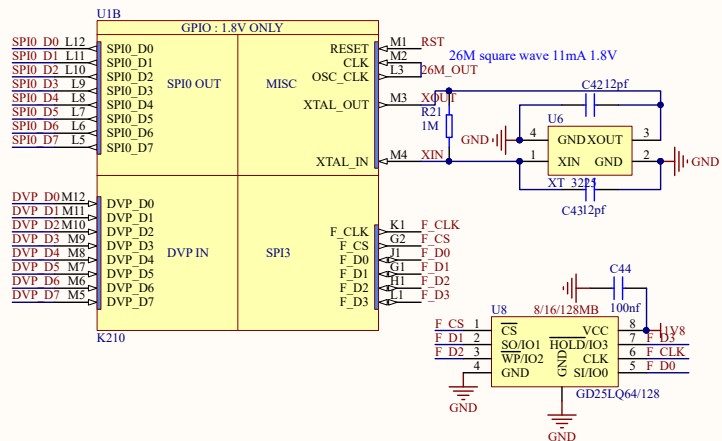 U1B
GPIO : 1.8V ONLY
SPI0_D0 L12 SPI0_D0
SPI0_D1 L11 SPI0_D1
SPI0_D2 L10 SPI0_D2
SPI0_D3 L9 SPI0_D3
SPI0_D4 L8 SPI0_D4
SPI0_D5 L7 SPI0_D5
SPI0_D6 L6 SPI0_D6
SPI0_D7 L5 SPI0_D7
SPI0 OUT
MISC
RESET M1 RST
CLK M2
OSC_CLK L3 26M_OUT
XTAL_OUT M3 XOUT
XTAL_IN M4 XIN
26M square wave 11mA 1.8V
R21
1M
C42 12pf
U6
GND 4 GND XOUT 3
1 XIN GND 2 GND
XT_3225
C43 12pf
DVP_D0 M12 DVP_D0
DVP_D1 M11 DVP_D1
DVP_D2 M10 DVP_D2
DVP_D3 M9 DVP_D3
DVP_D4 M8 DVP_D4
DVP_D5 M7 DVP_D5
DVP_D6 M6 DVP_D6
DVP_D7 M5 DVP_D7
DVP IN
SPI3
F_CLK K1 F_CLK
F_CS G2 F_CS
F_D0 J1 F_D0
F_D1 G1 F_D1
F_D2 H1 F_D2
F_D3 L1 F_D3
K210
C44
100nf
GND
U8
8/16/128MB
F_CS 1 CS VCC 8 1V8
F_D1 2 SO/IO1 HOLD/IO3 7 F_D3
F_D2 3 WP/IO2 CLK 6 F_CLK
4 GND SI/IO0 5 F_D0
GND
GD25LQ64/128
GND
GND